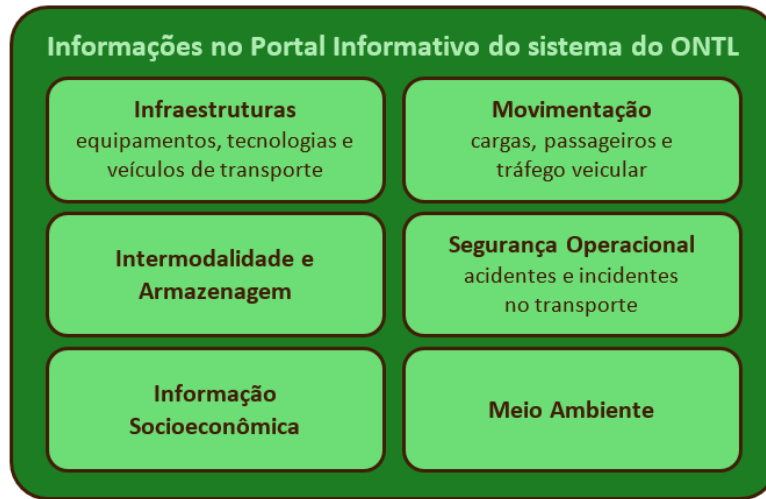 Informações no Portal Informativo do sistema do ONTL
Infraestruturas
equipamentos, tecnologias e
veículos de transporte
Movimentação
cargas, passageiros e
tráfego veicular
Intermodalidade e
Armazenagem
Segurança Operacional
acidentes e incidentes
no transporte
Informação
Socioeconômica
Meio Ambiente